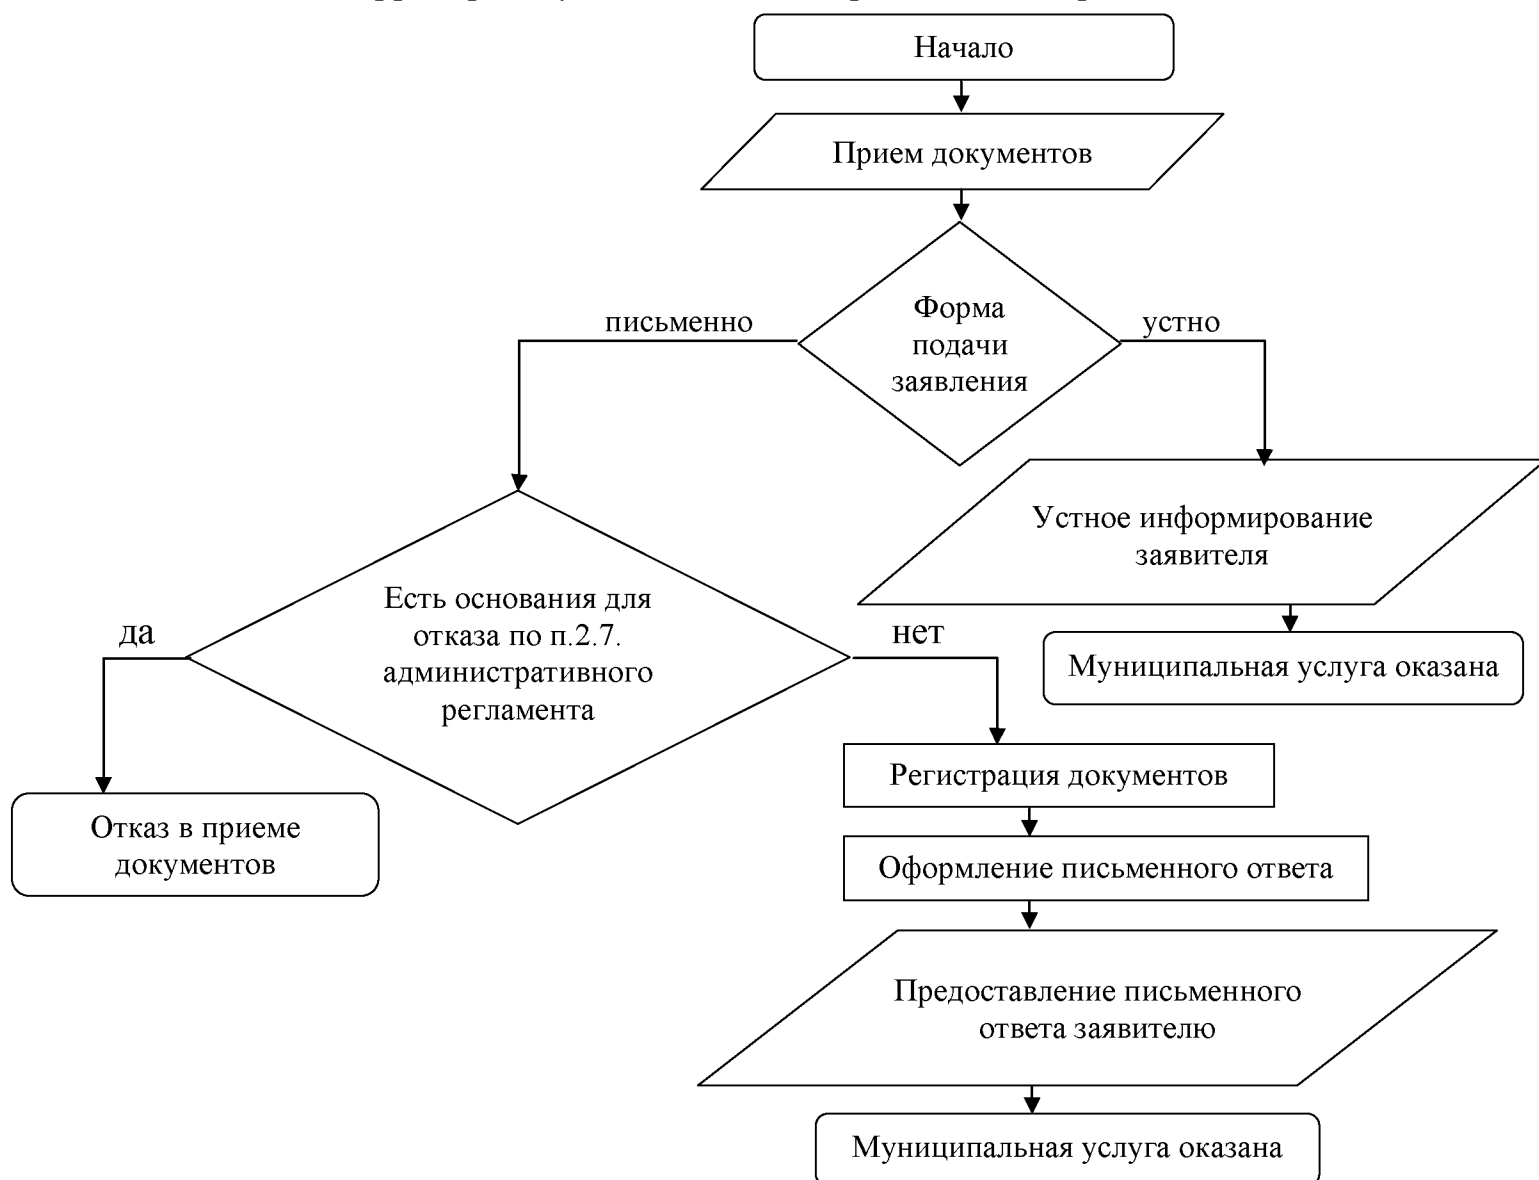 Начало
Прием документов
Форма
подачи
заявления
письменно
устно
Устное информирование
заявителя
Муниципальная услуга оказана
Есть основания для
отказа по п.2.7.
административного
регламента
да
нет
Отказ в приеме
документов
Регистрация документов
Оформление письменного ответа
Предоставление письменного
ответа заявителю
Муниципальная услуга оказана